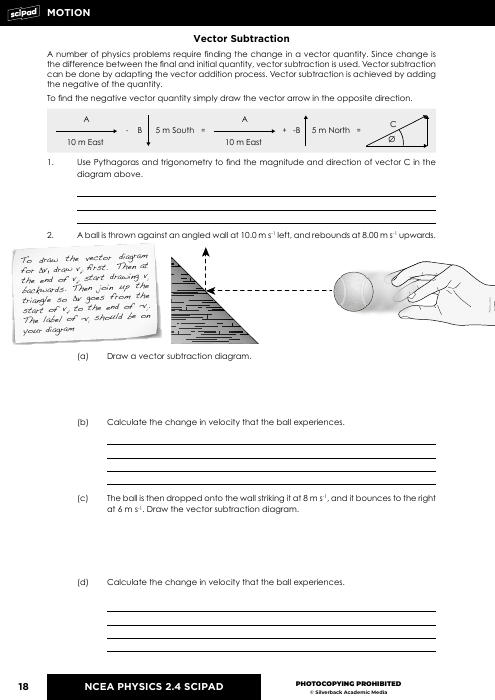 scipad MOTION
Vector Subtraction
A number of physics problems require finding the change in a vector quantity. Since change is
the difference between the final and initial quantity, vector subtraction is used. Vector subtraction
can be done by adapting the vector addition process. Vector subtraction is achieved by adding
the negative of the quantity.
To find the negative vector quantity simply draw the vector arrow in the opposite direction.
A A C
- B 5 m South = + -B 5 m North = Ø
10 m East 10 m East
1. Use Pythagoras and trigonometry to find the magnitude and direction of vector C in the
diagram above.
2. A ball is thrown against an angled wall at 10.0 m s⁻¹ left, and rebounds at 8.00 m s⁻¹ upwards.
To draw the vector diagram
for Δv, draw v, first. Then at
the end of v, start drawing v,
backwards. Then join up the
triangle so Δv goes from the
start of v, to the end of -v,
The label of -v, should be on
your diagram
(a) Draw a vector subtraction diagram.
(b) Calculate the change in velocity that the ball experiences.
(c) The ball is then dropped onto the wall striking it at 8 m s⁻¹, and it bounces to the right
at 6 m s⁻¹. Draw the vector subtraction diagram.
(d) Calculate the change in velocity that the ball experiences.
18 NCEA PHYSICS 2.4 SCIPAD PHOTOCOPYING PROHIBITED
© Silverback Academic Media